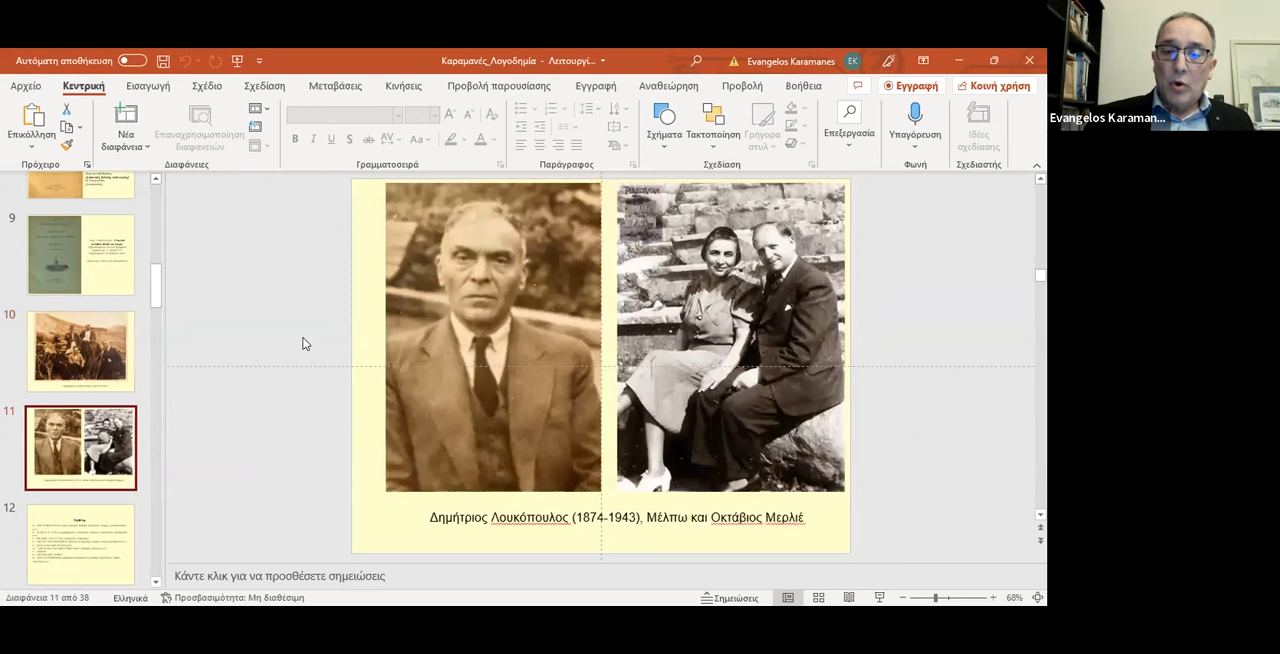 Αυτόματη αποθήκευση
Καραμανές_Λογοδημία - Λειτουργί...
Evangelos Karamanes
EK
Αρχείο Κεντρική Εισαγωγή Σχέδιο Σχεδίαση Μεταβάσεις Κινήσεις Προβολή παρουσίασης Εγγραφή Αναθεώρηση Προβολή Βοήθεια Εγγραφή Κοινή χρήση
Επικόλληση
Νέα διαφάνεια
Επαναχρησιμοποίηση διαφανειών
Σχήματα
Τακτοποίηση
Γρήγορα στυλ
Επεξεργασία
Υπαγόρευση
Ιδέες σχεδίασης
Πρόχειρο Διαφάνειες Γραμματοσειρά Παράγραφος Σχεδίαση Φωνή Σχεδιαστής
9
10
11
12
Δημήτριος Λουκόπουλος (1874-1943), Μέλπω και Οκτάβιος Μερλιέ
Κάντε κλικ για να προσθέσετε σημειώσεις
Διαφάνεια 11 από 38 Ελληνικά Προσβασιμότητα: Μη διαθέσιμη Σημειώσεις 68%
Evangelos Karaman...